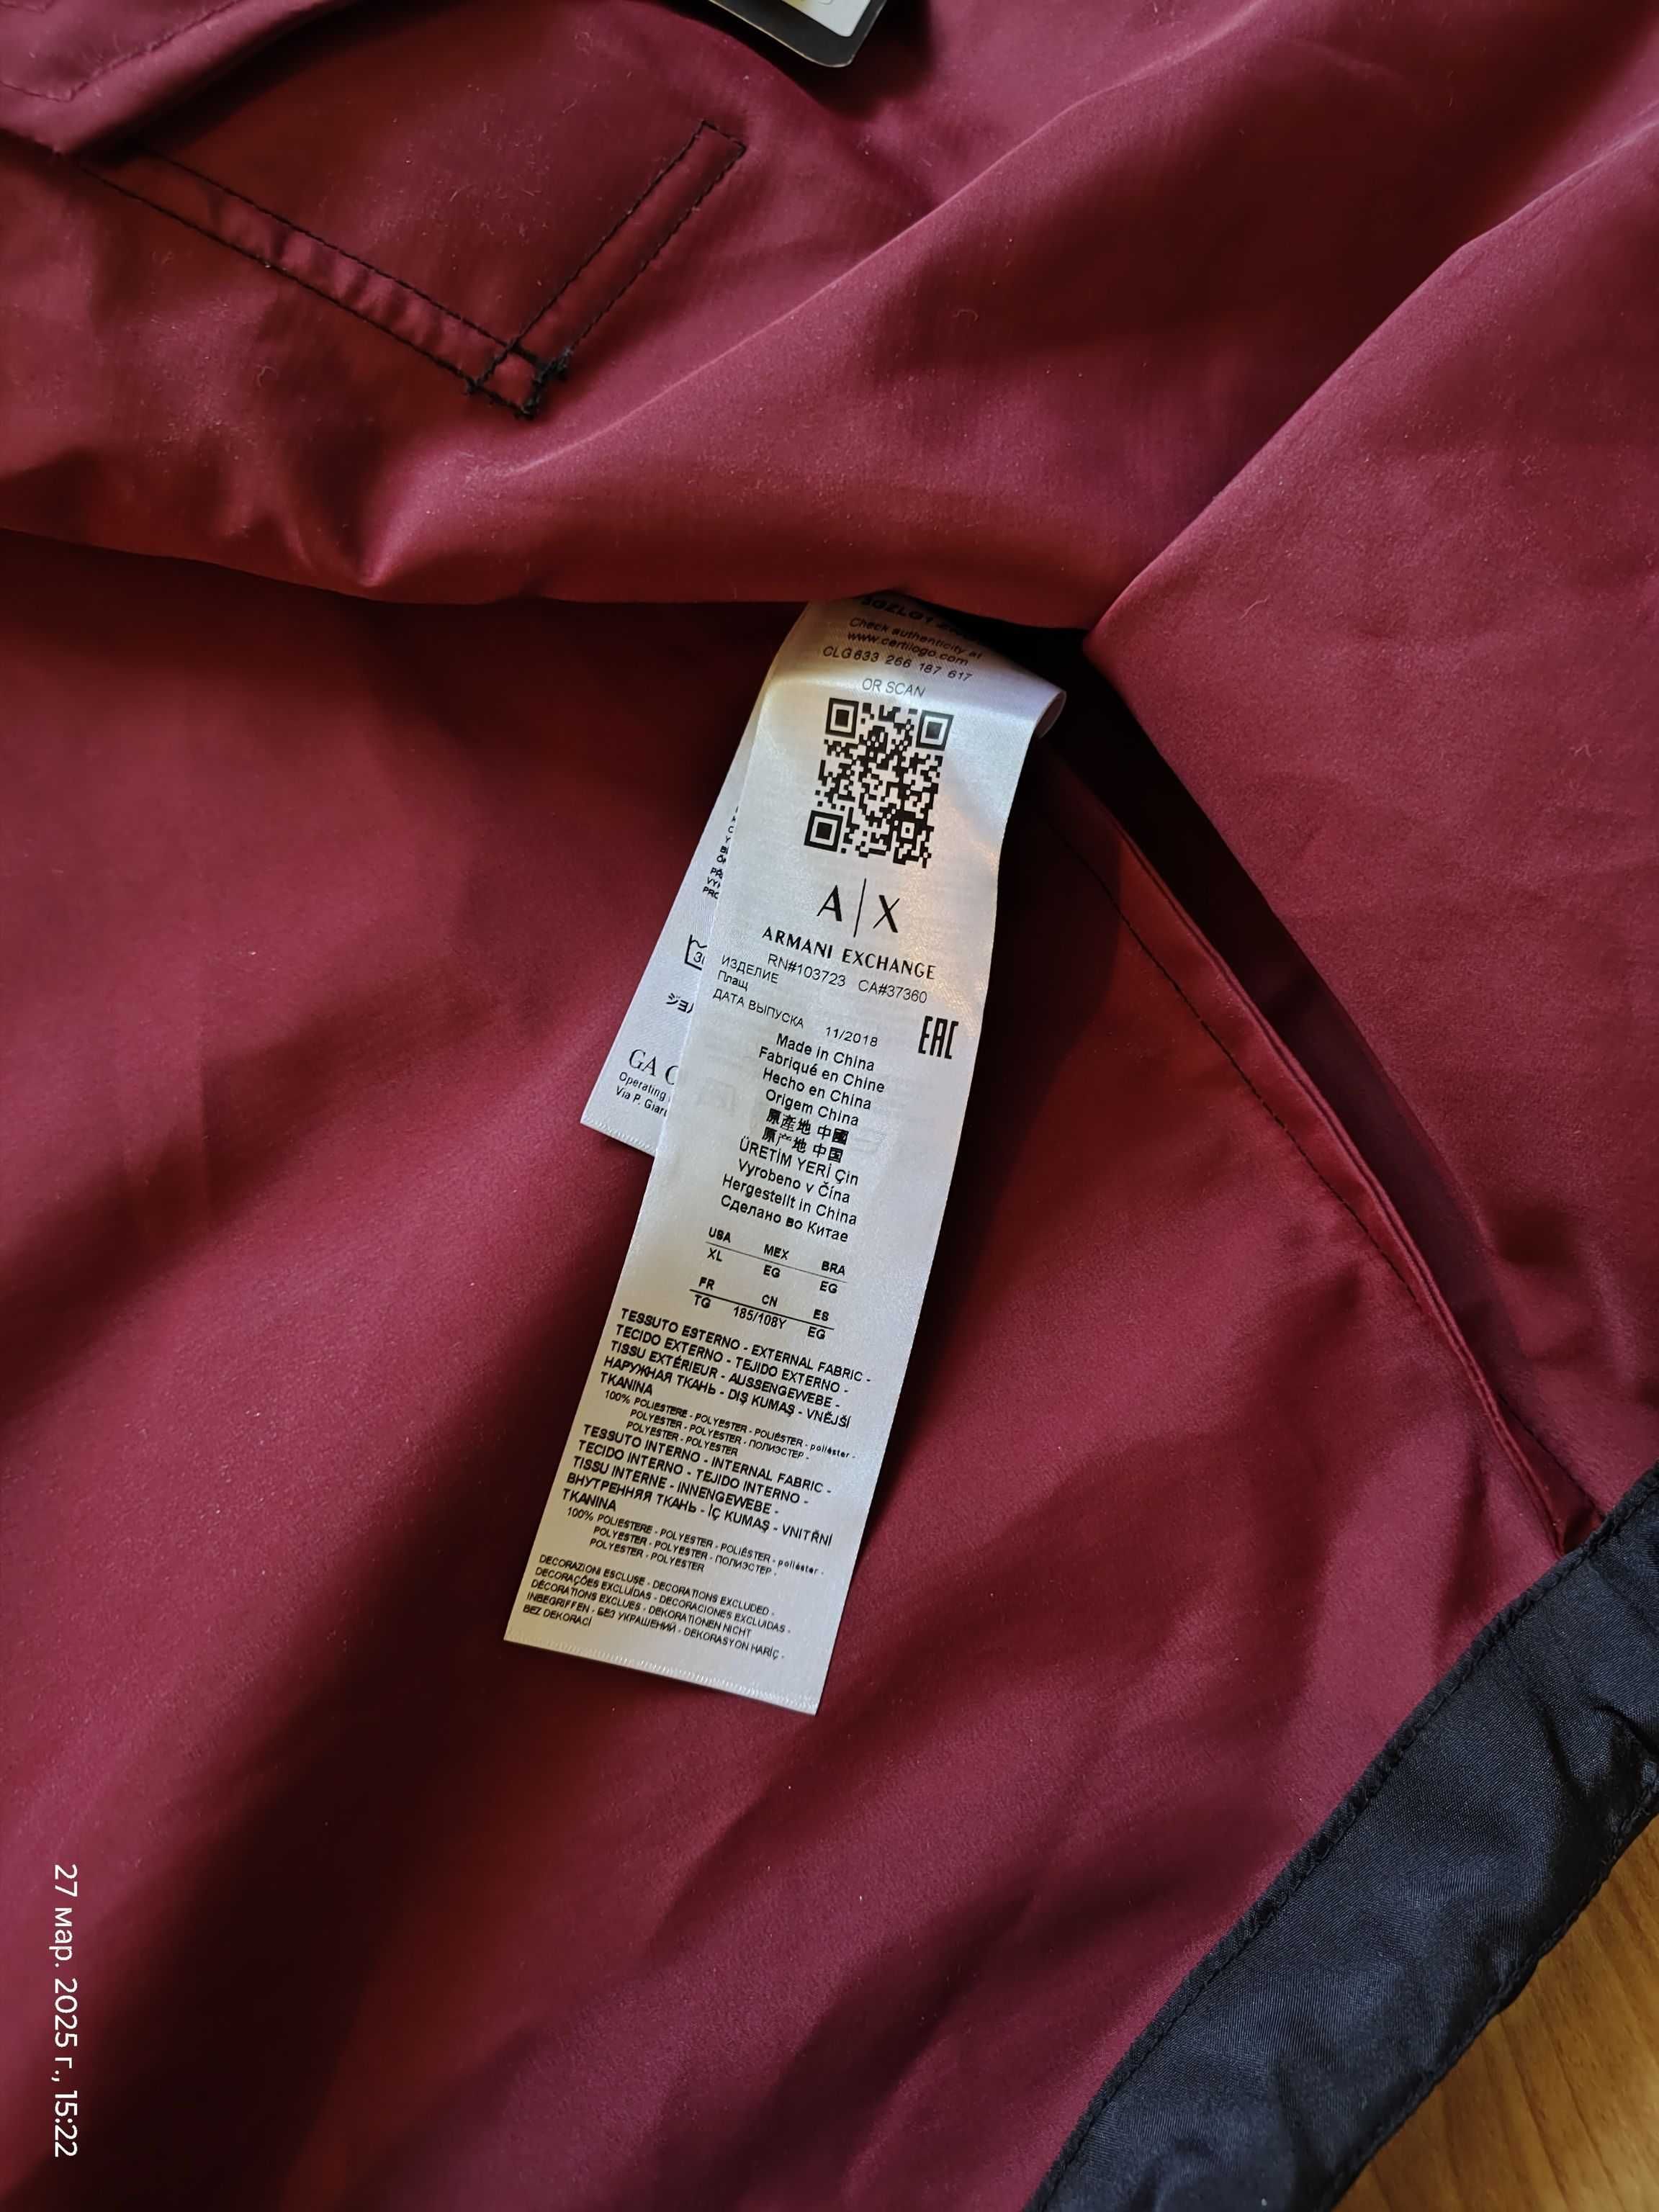 Check authenticity at
www.certilogo.com
CLG 633 266 187 617
OR SCAN
A|X
ARMANI EXCHANGE
RN#103723 CA#37360
ИЗДЕЛИЕ
Плащ
ДАТА ВЫПУСКА 11/2018
EAC
Made in China
Fabriqué en Chine
Hecho en China
Origem China
原產地 中國
原产地 中国
ÜRETİM YERİ Çin
Vyrobeno v Čína
Hergestellt in China
Сделано во Китае
USA MEX BRA
XL EG EG
FR CN ES
TG 185/108Y EG
TESSUTO ESTERNO - EXTERNAL FABRIC -
TECIDO EXTERNO - TEJIDO EXTERNO -
TISSU EXTÉRIEUR - AUSSENGEWEBE -
НАРУЖНАЯ ТКАНЬ - DIŞ KUMAŞ - VNĚJŠÍ
TKANINA
100% POLIESTERE - POLYESTER - POLIÉSTER - poliéster -
POLYESTER - POLYESTER - ПОЛИЭСТЕР -
POLYESTER - POLYESTER
TESSUTO INTERNO - INTERNAL FABRIC -
TECIDO INTERNO - TEJIDO INTERNO -
TISSU INTERNE - INNENGEWEBE -
ВНУТРЕННЯЯ ТКАНЬ - İÇ KUMAŞ - VNITŘNÍ
TKANINA
100% POLIESTERE - POLYESTER - POLIÉSTER - poliéster -
POLYESTER - POLYESTER - ПОЛИЭСТЕР -
POLYESTER - POLYESTER
DECORAZIONI ESCLUSE - DECORATIONS EXCLUDED -
DECORAÇÕES EXCLUÍDAS - DECORACIONES EXCLUIDAS -
DÉCORATIONS EXCLUES - DEKORATIONEN NICHT
INBEGRIFFEN - БЕЗ УКРАШЕНИЙ - DEKORASYON HARİÇ -
BEZ DEKORACÍ
GA
Operating
Via P.
27 мар. 2025 г., 15:22